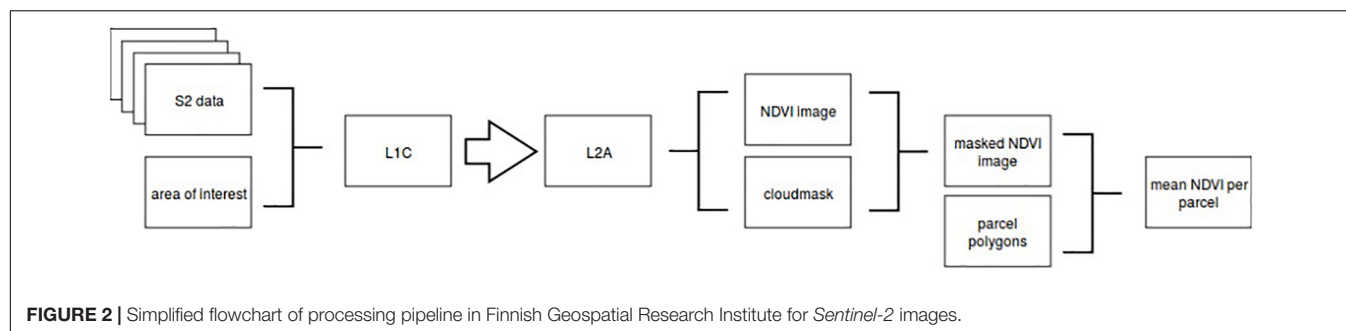 S2 data
area of interest
L1C
L2A
NDVI image
cloudmask
masked NDVI
image
parcel
polygons
mean NDVI per
parcel
FIGURE 2 | Simplified flowchart of processing pipeline in Finnish Geospatial Research Institute for Sentinel-2 images.